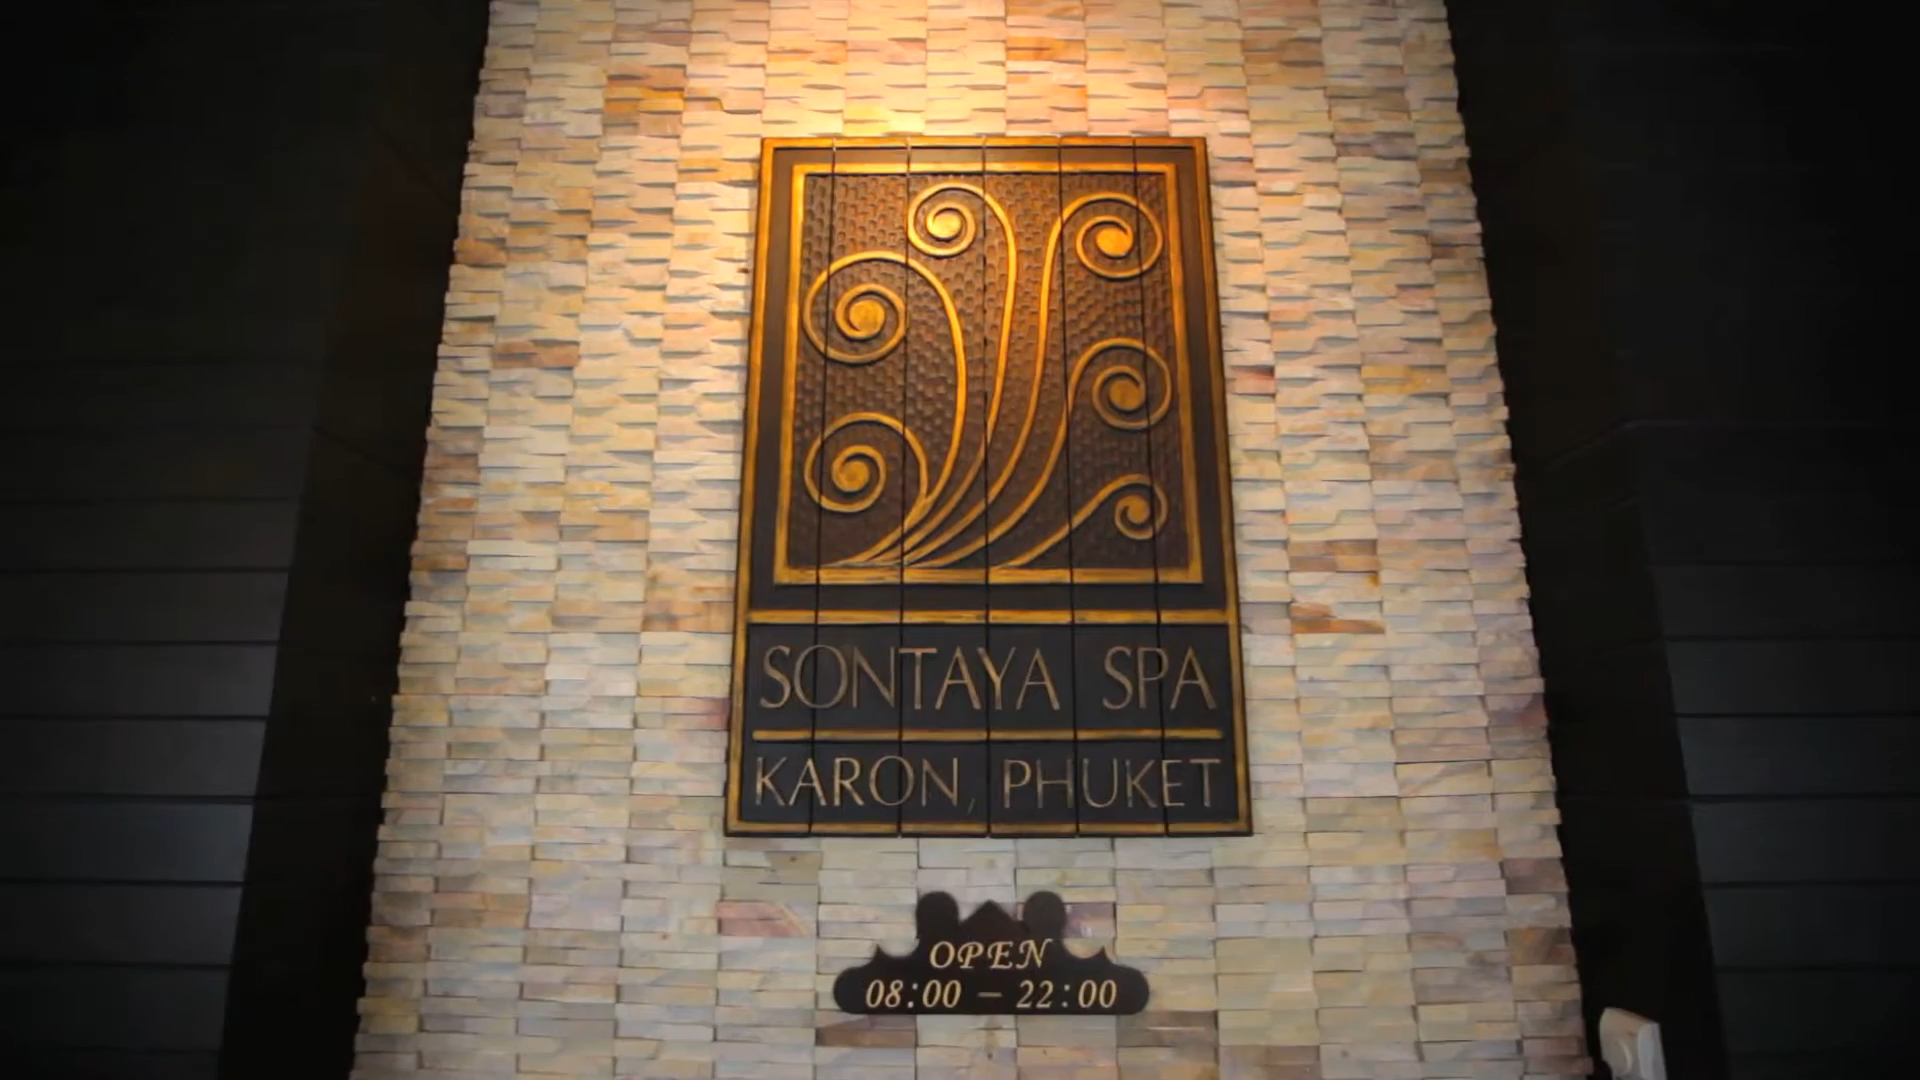 SONTAYA SPA
KARON, PHUKET
OPEN
08:00 – 22:00